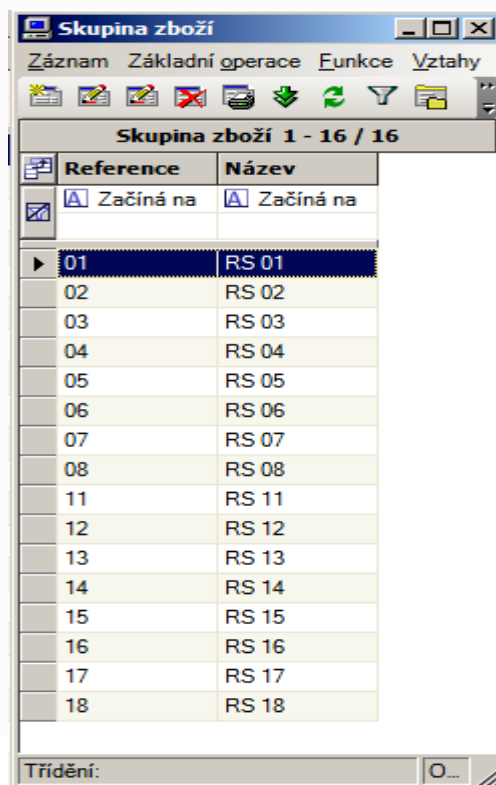 Skupina zboží
Záznam Základní operace Funkce Vztahy
Skupina zboží 1 - 16 / 16
Reference Název
A Začíná na A Začíná na
01 RS 01
02 RS 02
03 RS 03
04 RS 04
05 RS 05
06 RS 06
07 RS 07
08 RS 08
11 RS 11
12 RS 12
13 RS 13
14 RS 14
15 RS 15
16 RS 16
17 RS 17
18 RS 18
Třídění: O...